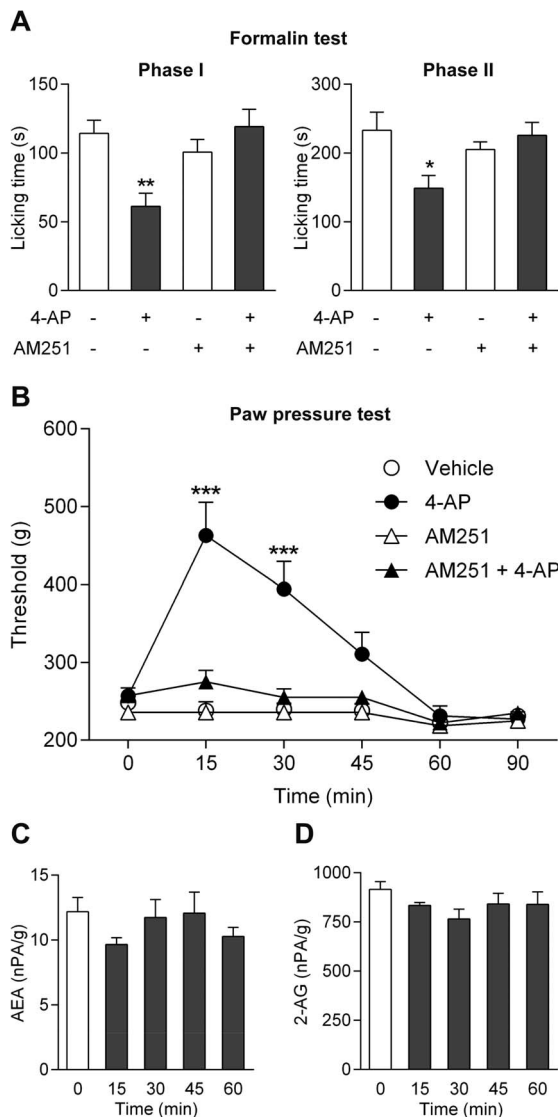 A
Formalin test
Phase I
Phase II
Licking time (s)
150
100
50
0
**
4-AP - + - +
AM251 - - + +
Licking time (s)
300
200
100
0
*
4-AP - + - +
AM251 - - + +
B
Paw pressure test
Threshold (g)
600
500
400
300
200
***
***
Vehicle
4-AP
AM251
AM251 + 4-AP
0 15 30 45 60 90
Time (min)
C
AEA (nPA/g)
15
10
5
0
0 15 30 45 60
Time (min)
D
2-AG (nPA/g)
1000
750
500
250
0
0 15 30 45 60
Time (min)